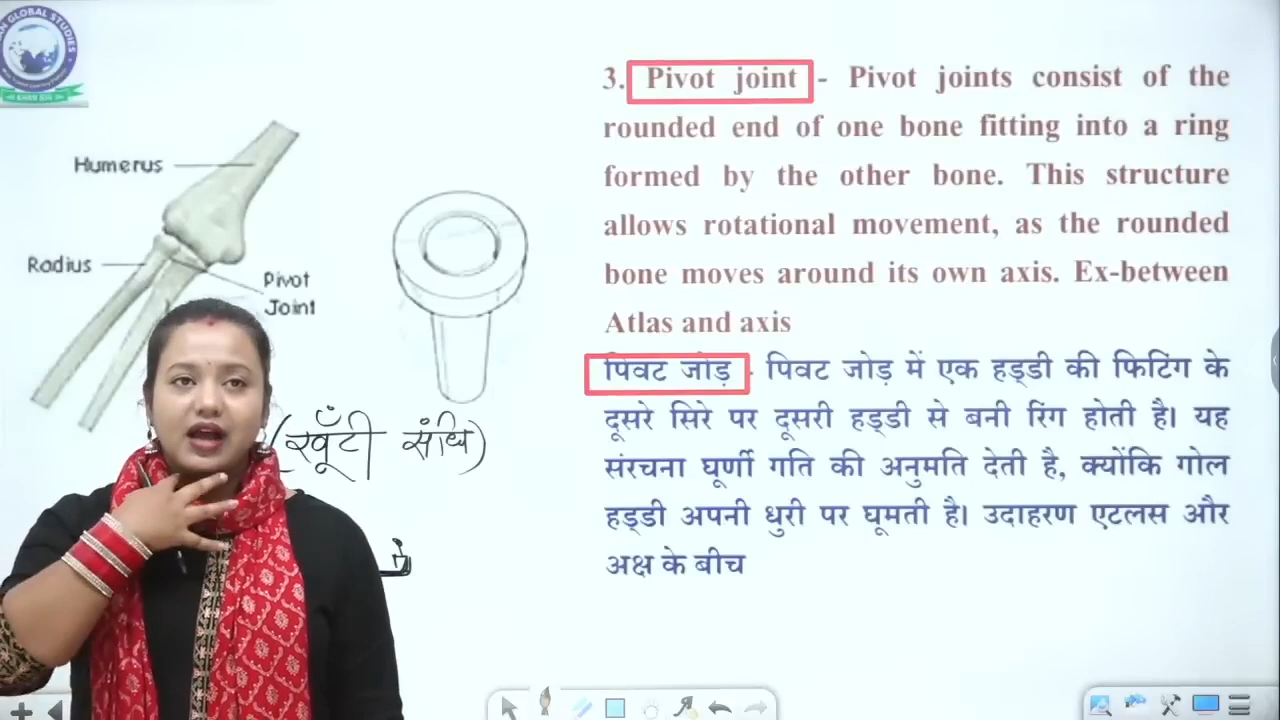 GLOBAL STUDIES
3. Pivot joint - Pivot joints consist of the
rounded end of one bone fitting into a ring
formed by the other bone. This structure
allows rotational movement, as the rounded
bone moves around its own axis. Ex-between
Atlas and axis
पिवट जोड़ - पिवट जोड़ में एक हड्डी की फिटिंग के
दूसरे सिरे पर दूसरी हड्डी से बनी रिंग होती है। यह
संरचना घूर्णी गति की अनुमति देती है, क्योंकि गोल
हड्डी अपनी धुरी पर घूमती है। उदाहरण एटलस और
अक्ष के बीच
Humerus
Radius
Pivot
Joint
(खूँटी संधि)